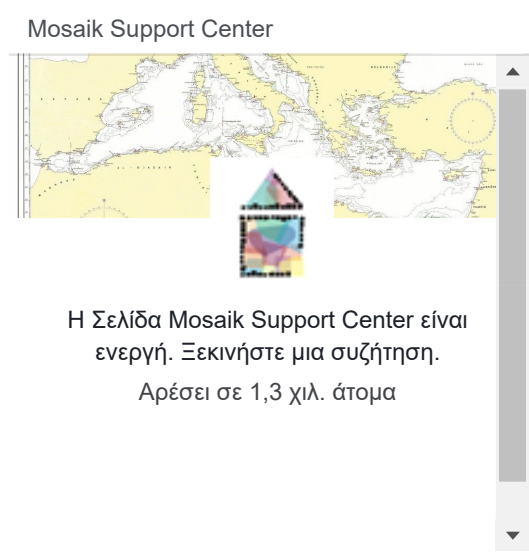 Mosaik Support Center
Η Σελίδα Mosaik Support Center είναι
ενεργή. Ξεκινήστε μια συζήτηση.
Αρέσει σε 1,3 χιλ. άτομα